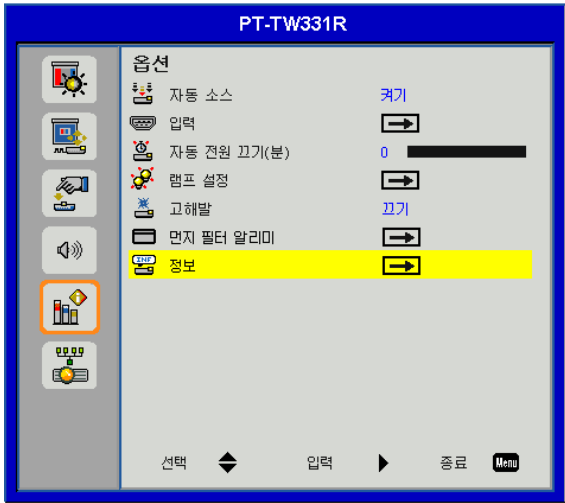 PT-TW331R
옵션
자동 소스 켜기
입력
자동 전원 끄기(분) 0
램프 설정
고해발 끄기
먼지 필터 알리미
INF 정보
선택 입력 종료 Menu